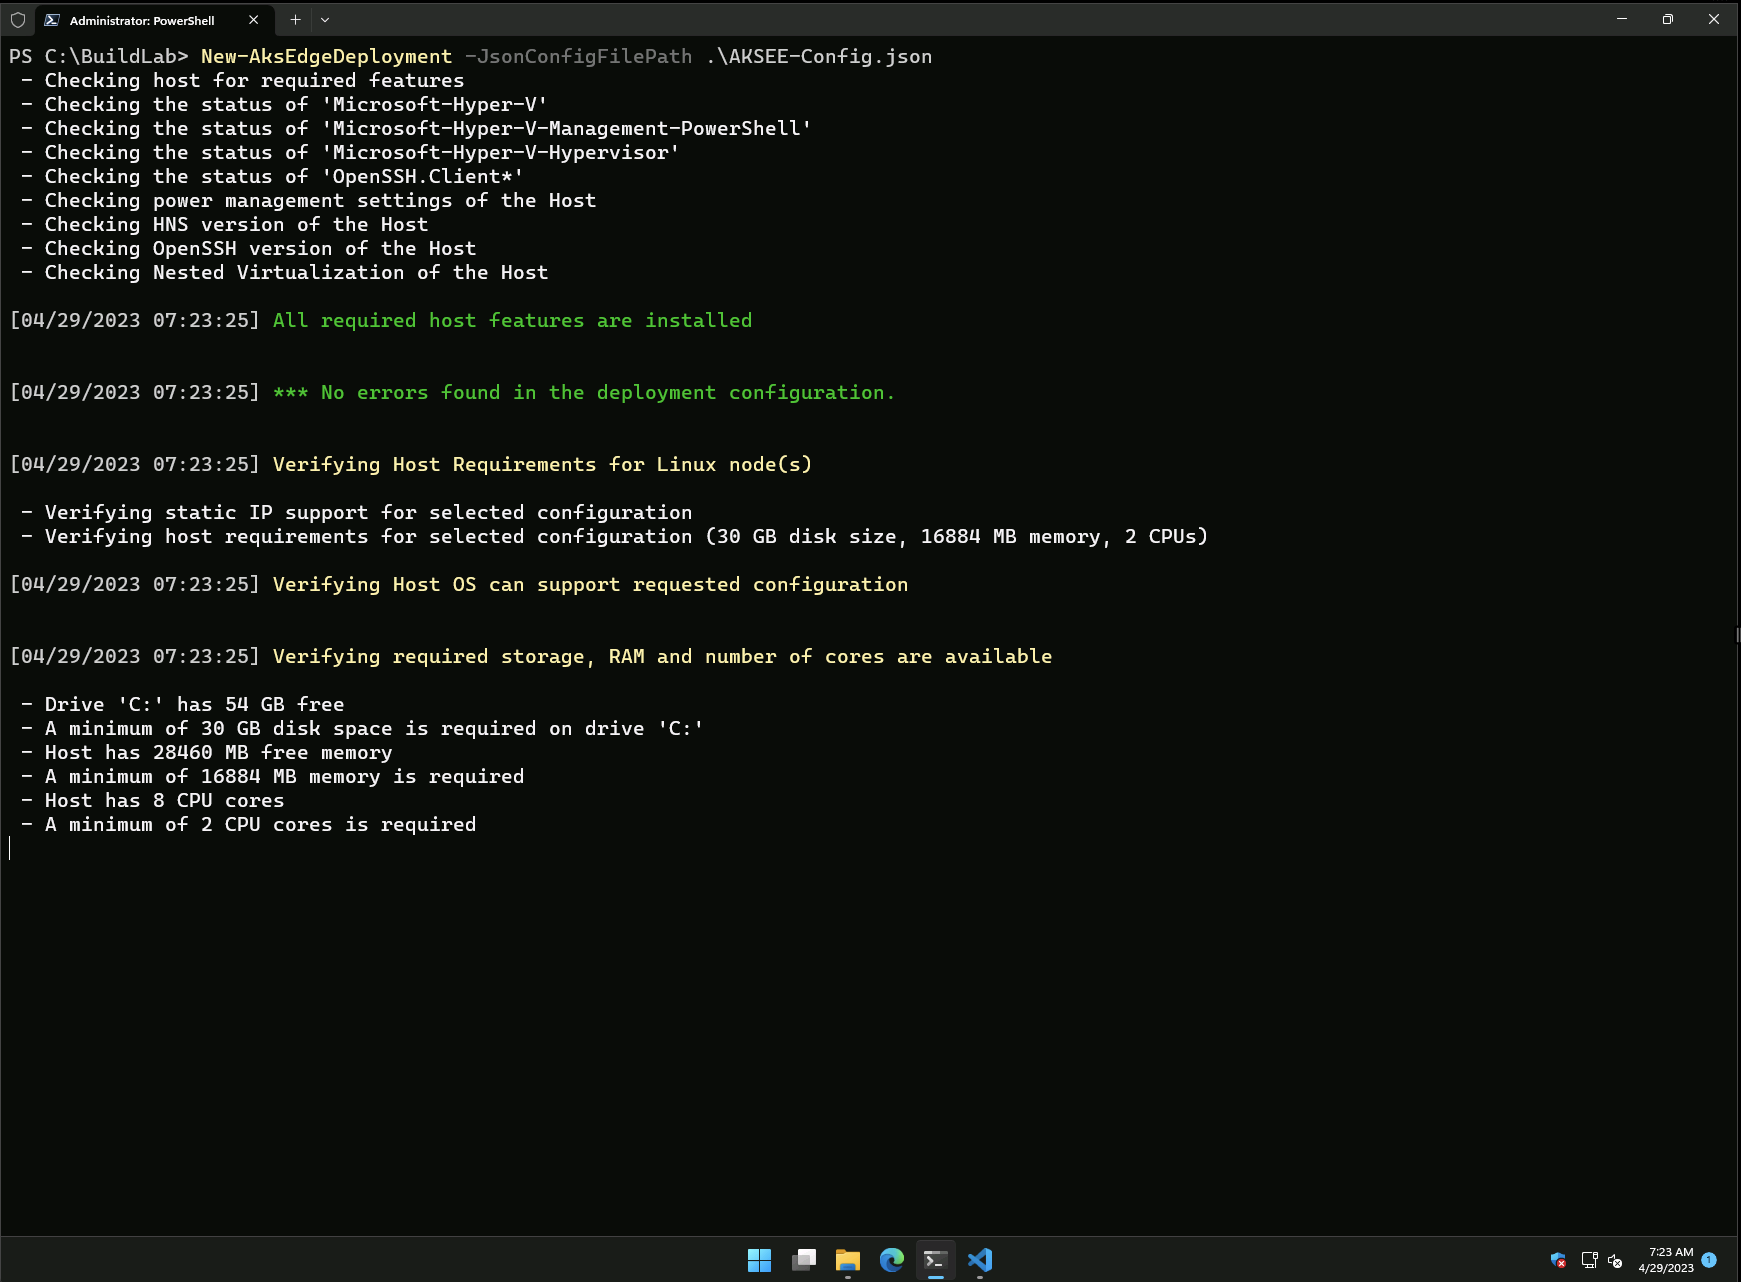 Administrator: PowerShell
PS C:\BuildLab> New-AksEdgeDeployment -JsonConfigFilePath .\AKSEE-Config.json
- Checking host for required features
- Checking the status of 'Microsoft-Hyper-V'
- Checking the status of 'Microsoft-Hyper-V-Management-PowerShell'
- Checking the status of 'Microsoft-Hyper-V-Hypervisor'
- Checking the status of 'OpenSSH.Client*'
- Checking power management settings of the Host
- Checking HNS version of the Host
- Checking OpenSSH version of the Host
- Checking Nested Virtualization of the Host
[04/29/2023 07:23:25] All required host features are installed
[04/29/2023 07:23:25] *** No errors found in the deployment configuration.
[04/29/2023 07:23:25] Verifying Host Requirements for Linux node(s)
- Verifying static IP support for selected configuration
- Verifying host requirements for selected configuration (30 GB disk size, 16884 MB memory, 2 CPUs)
[04/29/2023 07:23:25] Verifying Host OS can support requested configuration
[04/29/2023 07:23:25] Verifying required storage, RAM and number of cores are available
- Drive 'C:' has 54 GB free
- A minimum of 30 GB disk space is required on drive 'C:'
- Host has 28460 MB free memory
- A minimum of 16884 MB memory is required
- Host has 8 CPU cores
- A minimum of 2 CPU cores is required
7:23 AM
4/29/2023
1